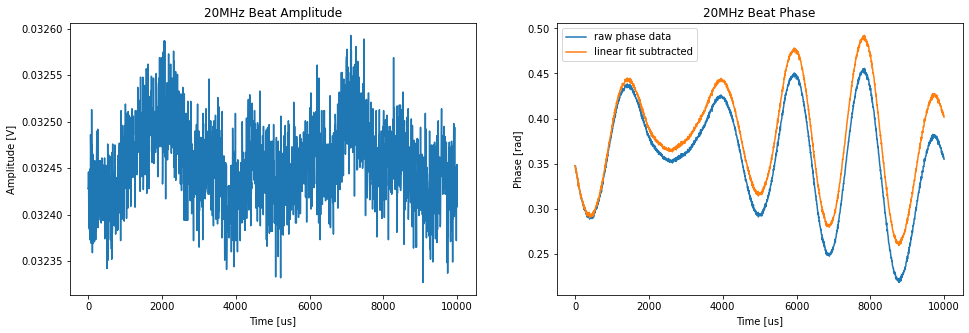 20MHz Beat Amplitude
Amplitude [V]
0.03260
0.03255
0.03250
0.03245
0.03240
0.03235
0 2000 4000 6000 8000 10000
Time [us]
20MHz Beat Phase
raw phase data
linear fit subtracted
Phase [rad]
0.50
0.45
0.40
0.35
0.30
0.25
0 2000 4000 6000 8000 10000
Time [us]